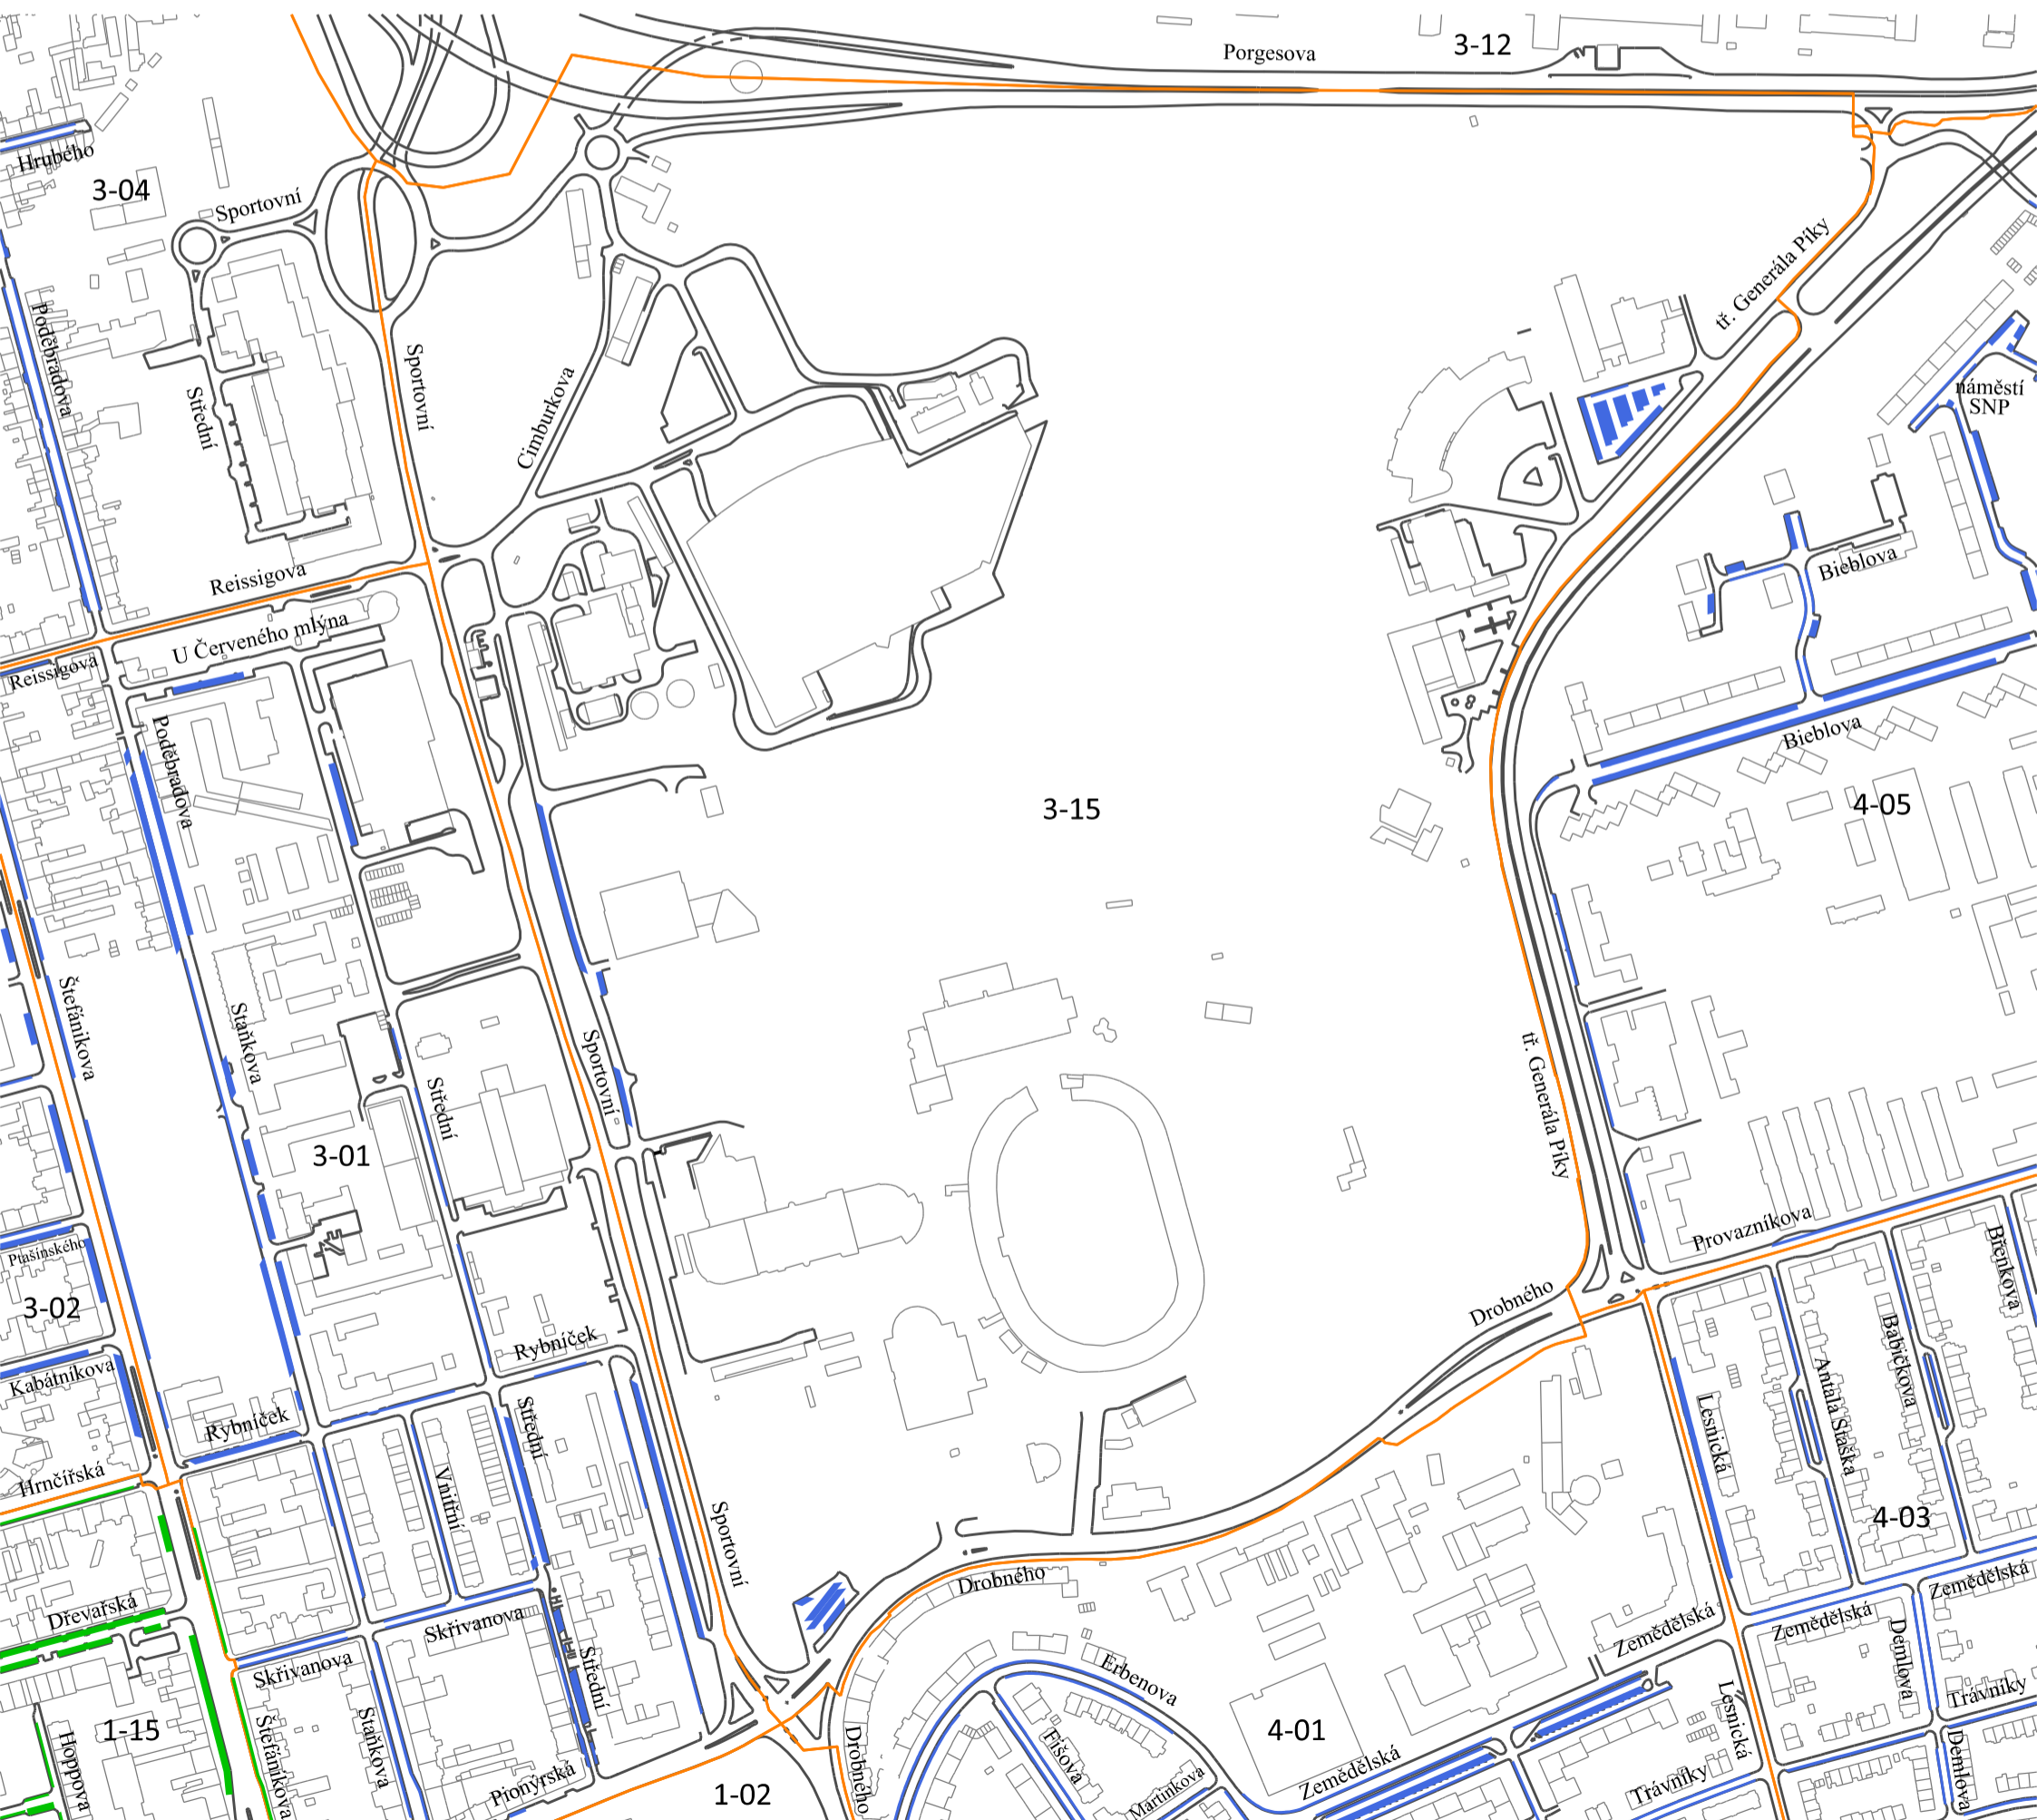 Porgesova
3-12
Hrubého
3-04
Sportovní
tř. Generála Píky
Poděbradova
Sportovní
Střední
Cimburkova
náměstí
SNP
Bieblova
Reissigova
U Červeného mlýna
Reissigova
Poděbradova
Bieblova
3-15
4-05
Štefánikova
Staňkova
Sportovní
Střední
tř. Generála Píky
3-01
Provazníkova
Ptašínského
Břenkova
3-02
Drobného
Rybníček
Babičkova
Kabátníkova
Antala Staška
Lesnická
Rybníček
Střední
Hrnčířská
Vnitřní
Sportovní
4-03
Drobného
Zemědělská
Dřevařská
Skřivanova
Zemědělská
Zemědělská
Demlova
Skřivanova
Střední
Erbenova
Trávníky
Lesnická
1-15
Hoppova
Štefánikova
Staňkova
Drobného
Fišova
4-01
Demlova
Zemědělská
Pionýrská
1-02
Martinkova
Trávníky